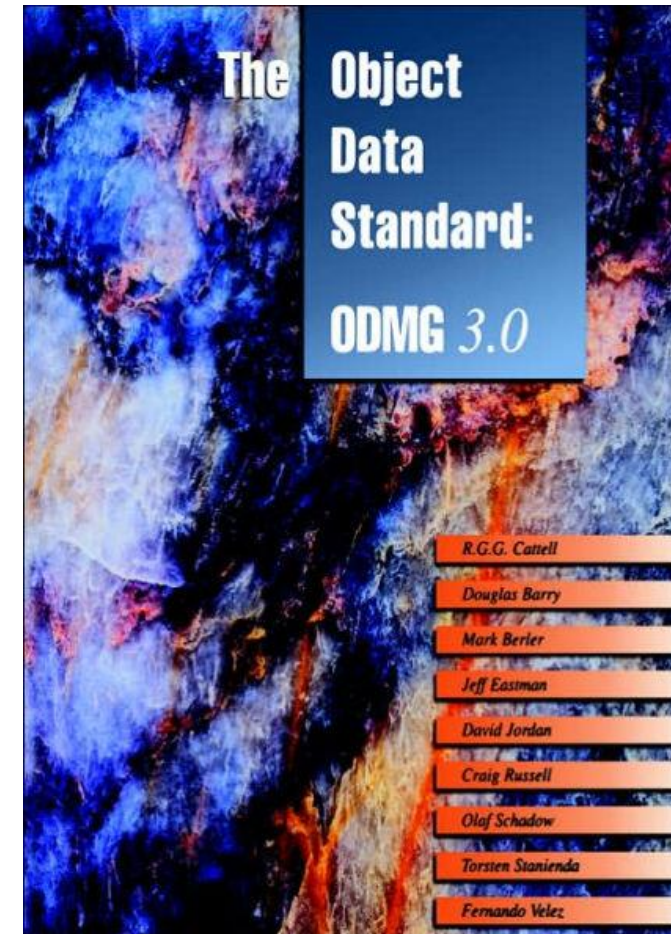 The Object
Data
Standard:
ODMG 3.0
R.G.G. Cattell
Douglas Barry
Mark Berler
Jeff Eastman
David Jordan
Craig Russell
Olaf Schadow
Torsten Stanienda
Fernando Velez